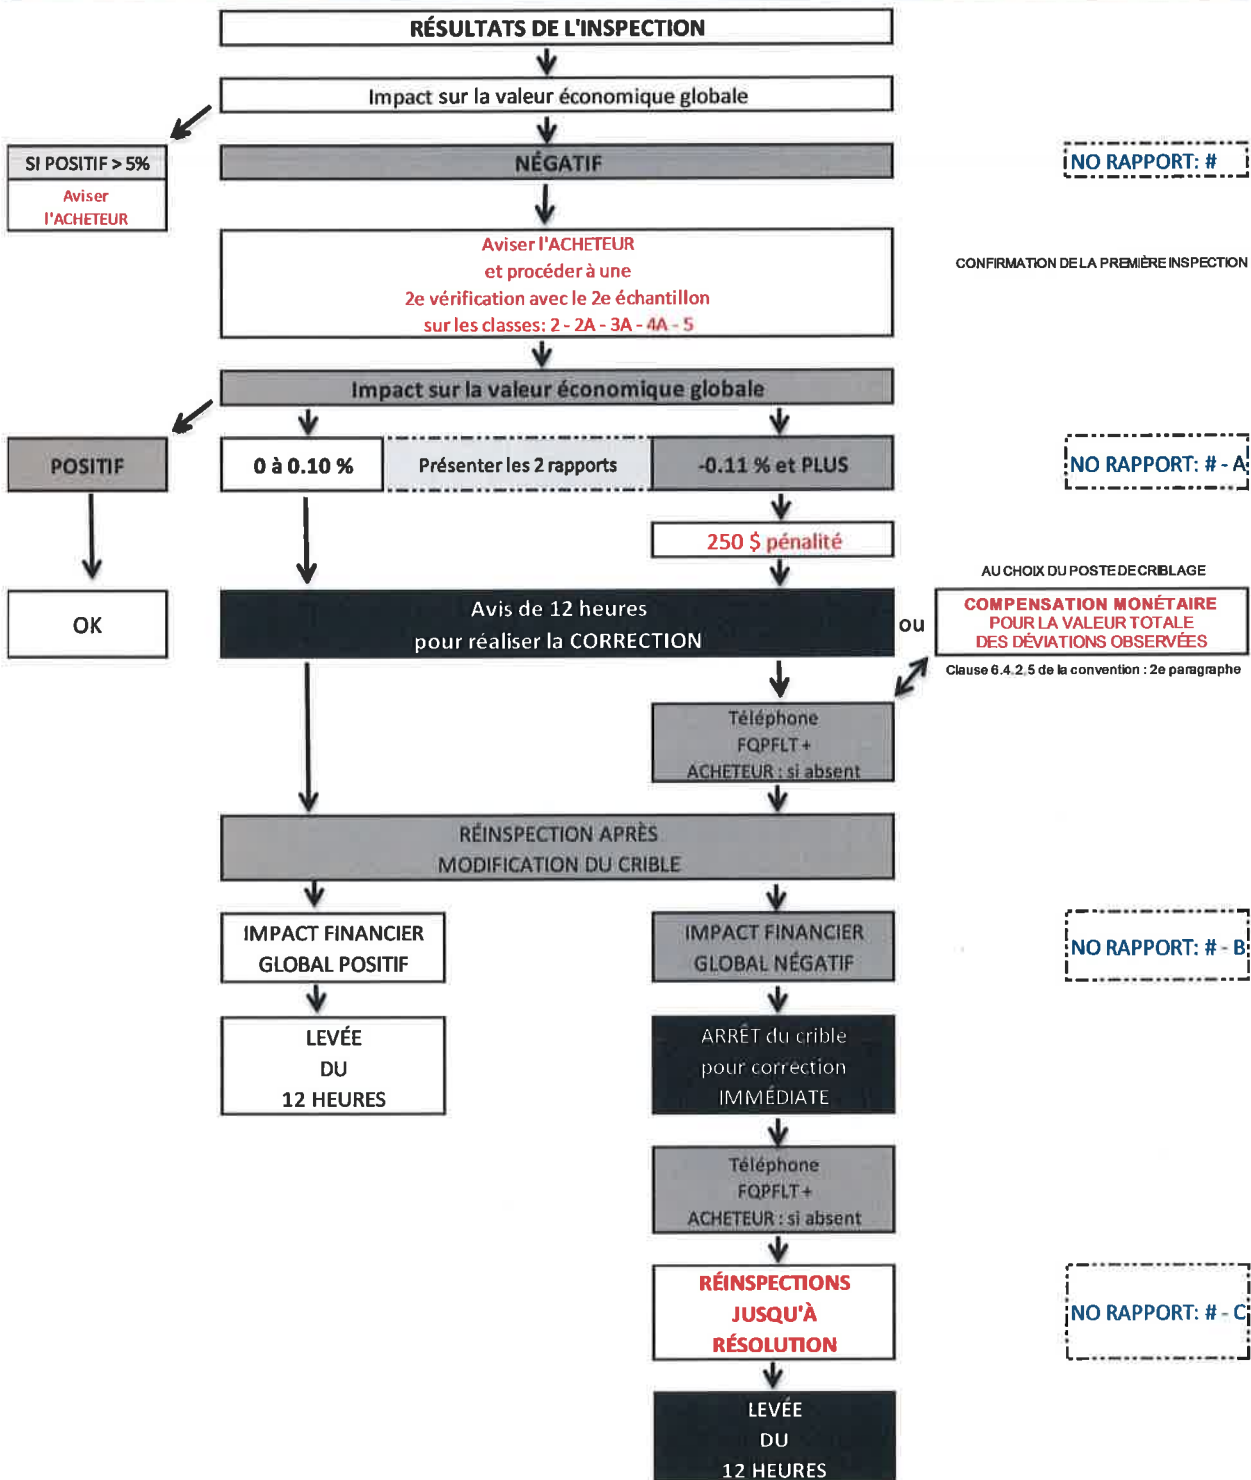 RÉSULTATS DE L'INSPECTION
Impact sur la valeur économique globale
SI POSITIF > 5%
Aviser
l'ACHETEUR
NÉGATIF
NO RAPPORT: #
Aviser l'ACHETEUR
et procéder à une
2e vérification avec le 2e échantillon
sur les classes: 2 - 2A - 3A - 4A - 5
CONFIRMATION DE LA PREMIÈRE INSPECTION
Impact sur la valeur économique globale
POSITIF
0 à 0.10 %
Présenter les 2 rapports
-0.11 % et PLUS
NO RAPPORT: # - A
250 $ pénalité
OK
Avis de 12 heures
pour réaliser la CORRECTION
ou
AU CHOIX DU POSTE DE CRIBLAGE
COMPENSATION MONÉTAIRE
POUR LA VALEUR TOTALE
DES DÉVIATIONS OBSERVÉES
Clause 6.4.2.5 de la convention : 2e paragraphe
Téléphone
FQPFLT +
ACHETEUR : si absent
RÉINSPECTION APRÈS
MODIFICATION DU CRIBLE
IMPACT FINANCIER
GLOBAL POSITIF
IMPACT FINANCIER
GLOBAL NÉGATIF
NO RAPPORT: # - B
LEVÉE
DU
12 HEURES
ARRÊT du crible
pour correction
IMMÉDIATE
Téléphone
FQPFLT +
ACHETEUR : si absent
RÉINSPECTIONS
JUSQU'À
RÉSOLUTION
NO RAPPORT: # - C
LEVÉE
DU
12 HEURES